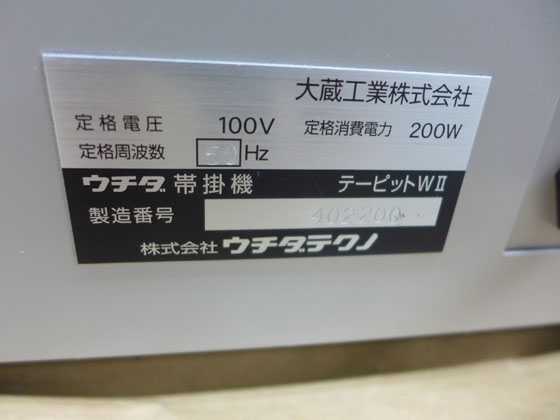 大蔵工業株式会社
定格電圧 100V 定格消費電力 200W
定格周波数 50Hz
ウチダ 帯掛機 テーピットWⅡ
製造番号 402200
株式会社 ウチダテクノ